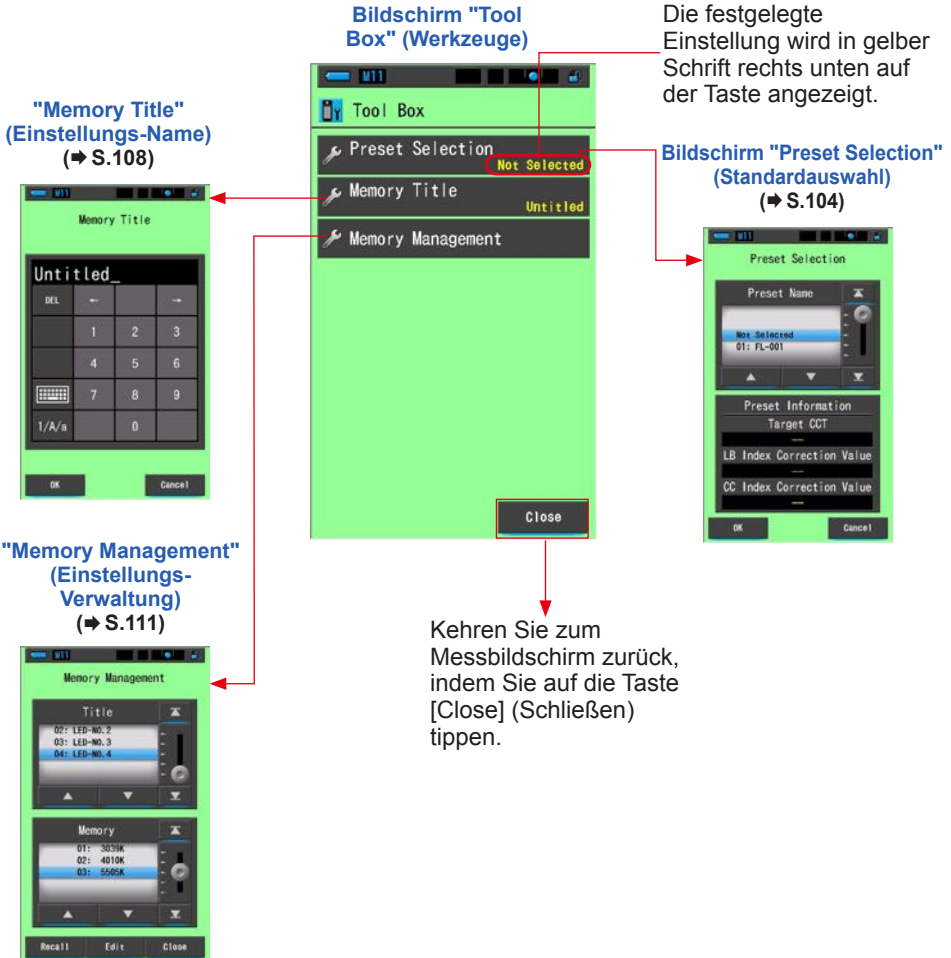 Bildschirm "Tool
Box" (Werkzeuge)
Die festgelegte
Einstellung wird in gelber
Schrift rechts unten auf
der Taste angezeigt.
M11
Tool Box
Preset Selection
Not Selected
Memory Title
Untitled
Memory Management
Close
"Memory Title"
(Einstellungs-Name)
(➡ S.108)
M11
Memory Title
Untitled_
DEL ← →
1 2 3
4 5 6
7 8 9
1/A/a 0
OK Cancel
Bildschirm "Preset Selection"
(Standardauswahl)
(➡ S.104)
M11
Preset Selection
Preset Name
Not Selected
01: FL-001
Preset Information
Target CCT
---
LB Index Correction Value
---
CC Index Correction Value
---
OK Cancel
"Memory Management"
(Einstellungs-
Verwaltung)
(➡ S.111)
M11
Memory Management
Title
02: LED-NO.2
03: LED-NO.3
04: LED-NO.4
Memory
01: 3039K
02: 4010K
03: 5505K
Recall Edit Close
Kehren Sie zum
Messbildschirm zurück,
indem Sie auf die Taste
[Close] (Schließen)
tippen.